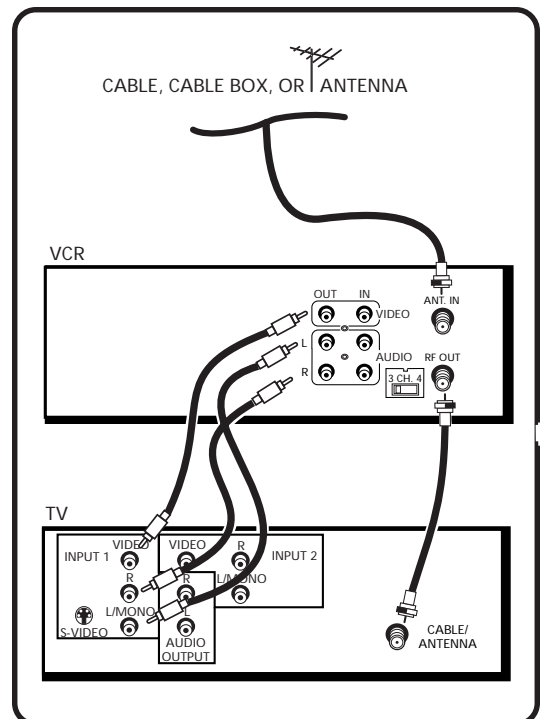 CABLE, CABLE BOX, OR ANTENNA
VCR
OUT IN
ANT. IN
VIDEO
L
AUDIO RF OUT
R
3 CH. 4
TV
VIDEO VIDEO R
INPUT 1 INPUT 2
R R L/MONO
L/MONO L
S-VIDEO
AUDIO
OUTPUT
CABLE/
ANTENNA